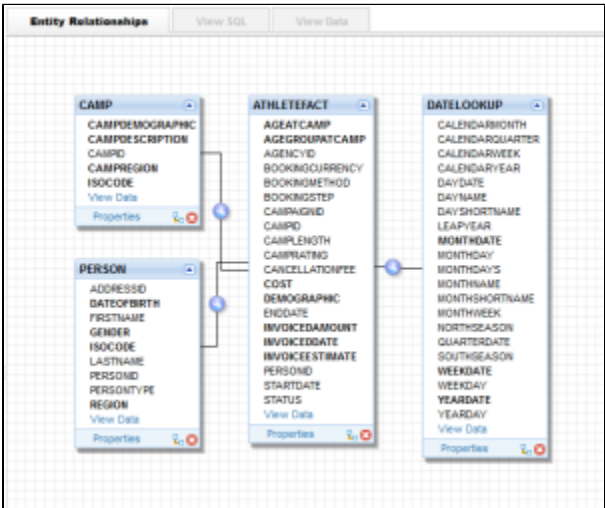 Entity Relationships
View SQL
View Data
CAMP
CAMPDEMOGRAPHIC
CAMPDESCRIPTION
CAMPID
CAMPREGION
ISOCODE
View Data
Properties
PERSON
ADDRESSID
DATEOFBIRTH
FIRSTNAME
GENDER
ISOCODE
LASTNAME
PERSONID
PERSONTYPE
REGION
View Data
Properties
ATHLETEFACT
AGEATCAMP
AGEGROUPATCAMP
AGENCYID
BOOKINGCURRENCY
BOOKINGMETHOD
BOOKINGSTEP
CAMPAIGNID
CAMPID
CAMPLENGTH
CAMPRATING
CANCELLATIONFEE
COST
DEMOGRAPHIC
ENDDATE
INVOICEDAMOUNT
INVOICEDDATE
INVOICEESTIMATE
PERSONID
STARTDATE
STATUS
View Data
Properties
DATELOOKUP
CALENDARMONTH
CALENDARQUARTER
CALENDARWEEK
CALENDARYEAR
DAYDATE
DAYNAME
DAYSHORTNAME
LEAPYEAR
MONTHDATE
MONTHDAY
MONTHDAYS
MONTHNAME
MONTHSHORTNAME
MONTHWEEK
NORTHSEASON
QUARTERDATE
SOUTHSEASON
WEEKDATE
WEEKDAY
YEARDATE
YEARDAY
View Data
Properties